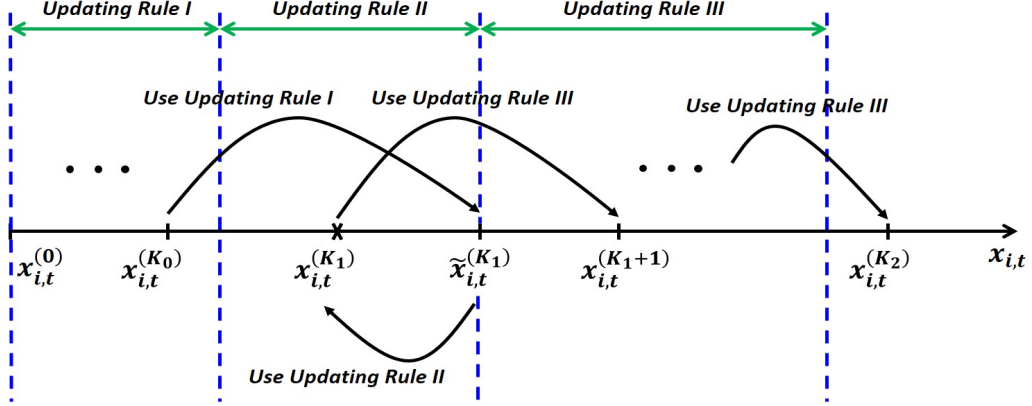 Updating Rule I
Updating Rule II
Updating Rule III
Use Updating Rule I
Use Updating Rule III
Use Updating Rule III
x_{i,t}^{(0)}
x_{i,t}^{(K_0)}
x_{i,t}^{(K_1)}
x̃_{i,t}^{(K_1)}
x_{i,t}^{(K_1+1)}
x_{i,t}^{(K_2)}
x_{i,t}
Use Updating Rule II